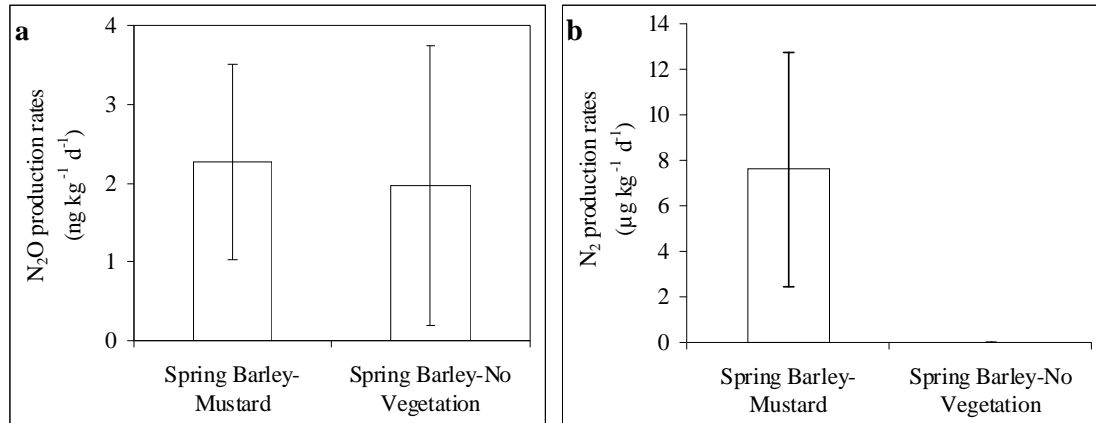 a
N₂O production rates
(ng kg⁻¹ d⁻¹)
4
3
2
1
0
Spring Barley-
Mustard
Spring Barley-No
Vegetation
b
N₂ production rates
(µg kg⁻¹ d⁻¹)
14
12
10
8
6
4
2
0
Spring Barley-
Mustard
Spring Barley-No
Vegetation